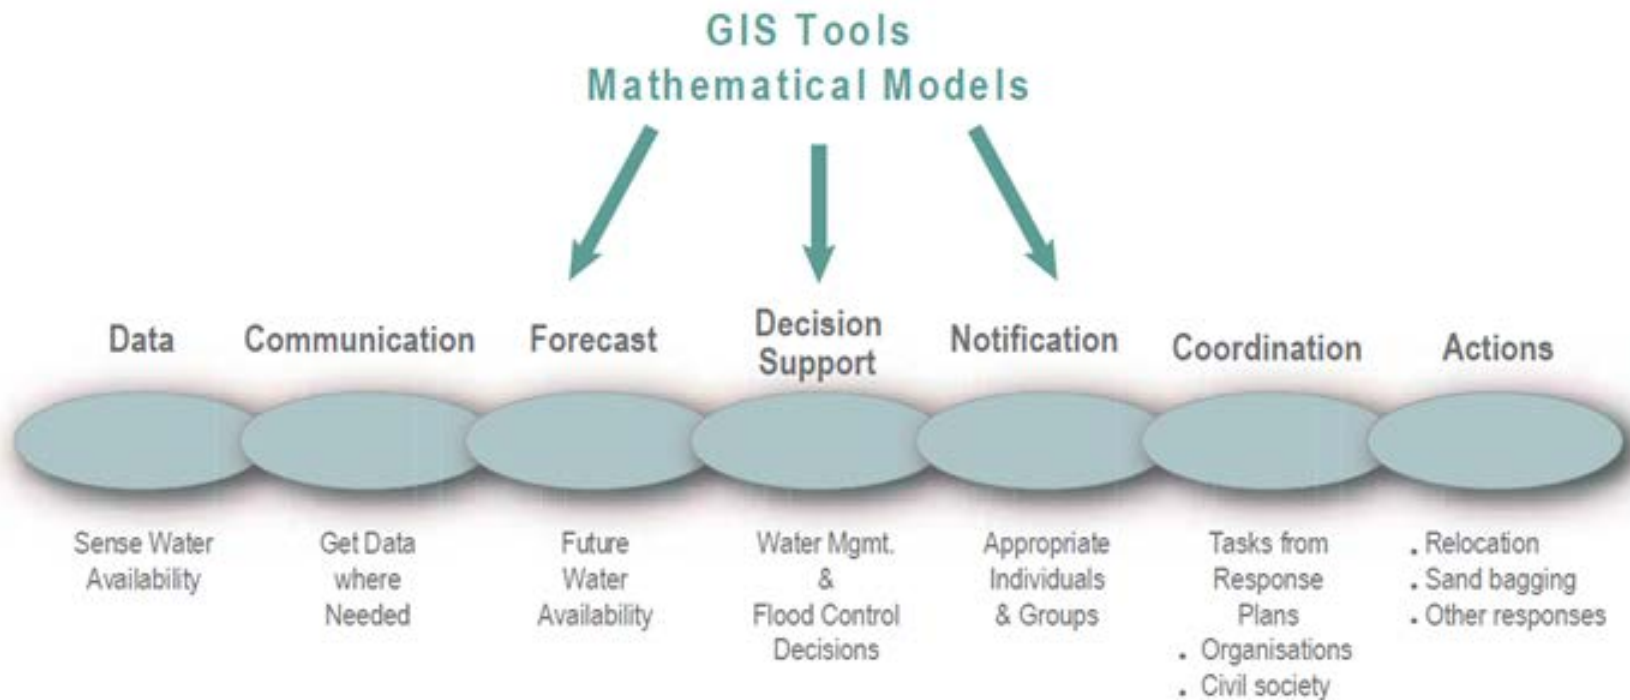 GIS Tools
Mathematical Models
Data
Communication
Forecast
Decision
Support
Notification
Coordination
Actions
Sense Water
Availability
Get Data
where
Needed
Future
Water
Availability
Water Mgmt.
&
Flood Control
Decisions
Appropriate
Individuals
& Groups
Tasks from
Response
Plans
. Organisations
. Civil society
. Relocation
. Sand bagging
. Other responses